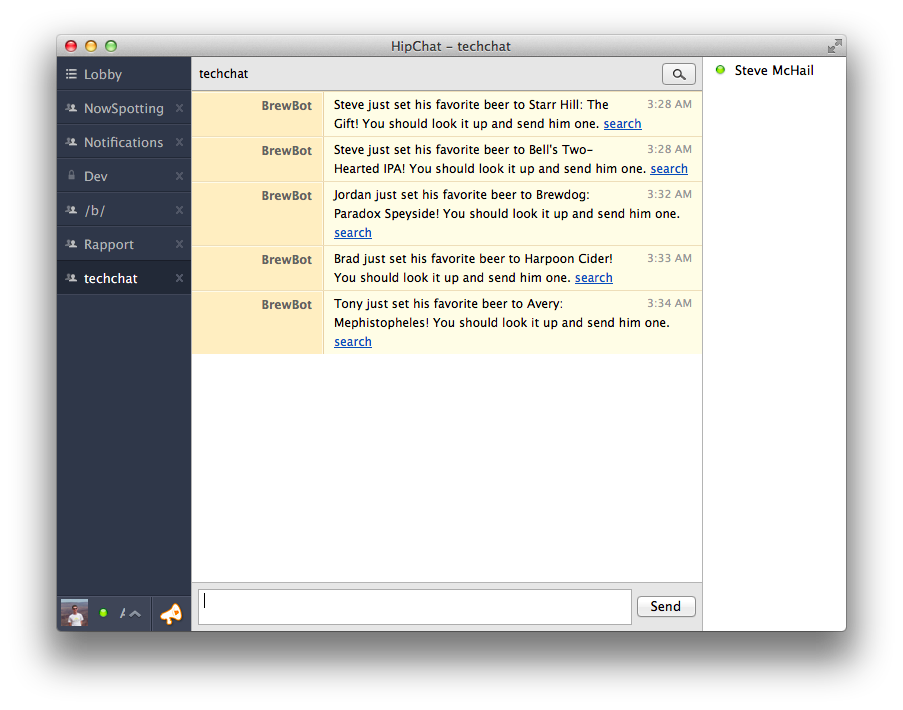 HipChat – techchat
Lobby
NowSpotting
Notifications
Dev
/b/
Rapport
techchat
techchat
BrewBot
Steve just set his favorite beer to Starr Hill: The
Gift! You should look it up and send him one. search
3:28 AM
BrewBot
Steve just set his favorite beer to Bell's Two-
Hearted IPA! You should look it up and send him one. search
3:28 AM
BrewBot
Jordan just set his favorite beer to Brewdog:
Paradox Speyside! You should look it up and send him one.
search
3:32 AM
BrewBot
Brad just set his favorite beer to Harpoon Cider!
You should look it up and send him one. search
3:33 AM
BrewBot
Tony just set his favorite beer to Avery:
Mephistopheles! You should look it up and send him one.
search
3:34 AM
Send
Steve McHail